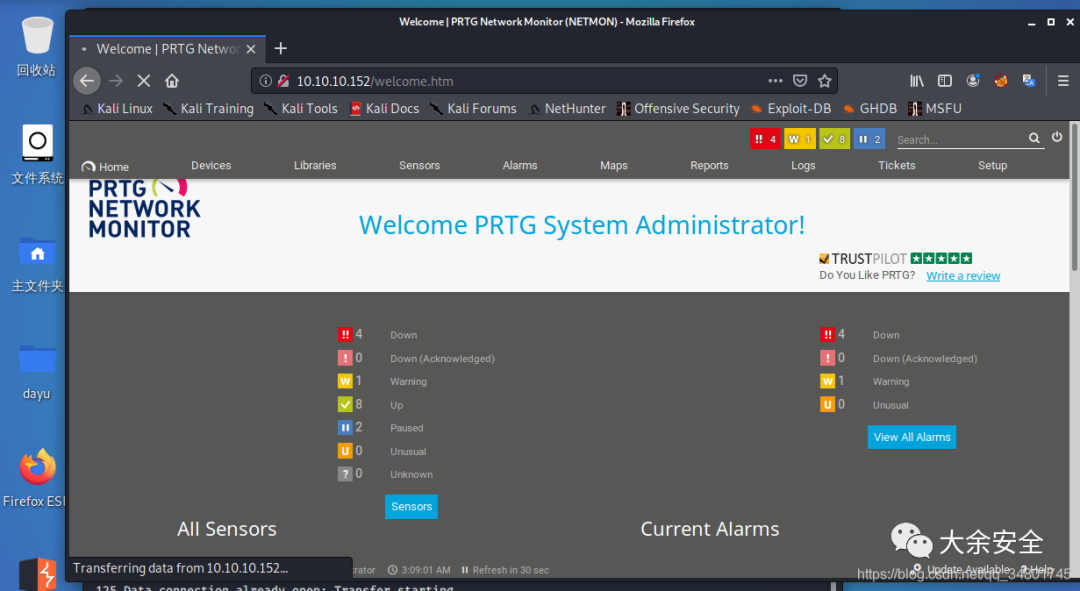 Welcome | PRTG Network Monitor (NETMON) - Mozilla Firefox
回收站
Welcome | PRTG Networ
10.10.10.152/welcome.htm
Kali Linux Kali Training Kali Tools Kali Docs Kali Forums NetHunter Offensive Security Exploit-DB GHDB MSFU
!! 4 W 1 8 2 Search...
Home Devices Libraries Sensors Alarms Maps Reports Logs Tickets Setup
文件系统
PRTG
NETWORK
MONITOR
Welcome PRTG System Administrator!
TRUSTPILOT
Do You Like PRTG? Write a review
主文件夹
!! 4 Down
! 0 Down (Acknowledged)
W 1 Warning
8 Up
2 Paused
U 0 Unusual
? 0 Unknown
Sensors
All Sensors
!! 4 Down
! 0 Down (Acknowledged)
W 1 Warning
U 0 Unusual
View All Alarms
Current Alarms
dayu
Firefox ES
大余安全
Transferring data from 10.10.10.152...
trator 3:09:01 AM Refresh in 30 sec
Update Available ? Help
https://blog.csdn.net/qq_34801745
125 Data connection already open; Transfer starting.